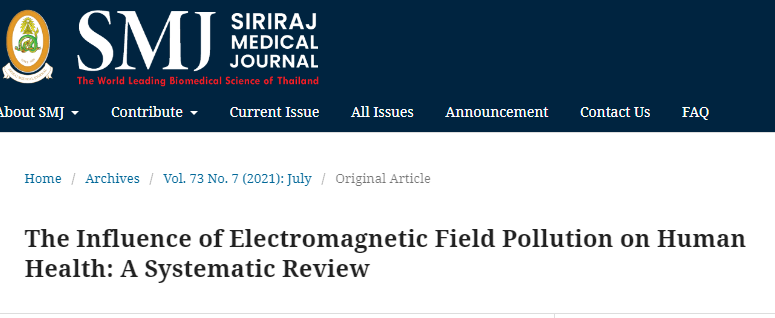 SMJ SIRIRAJ
MEDICAL
JOURNAL
The World Leading Biomedical Science of Thailand
About SMJ Contribute Current Issue All Issues Announcement Contact Us FAQ
Home / Archives / Vol. 73 No. 7 (2021): July / Original Article
The Influence of Electromagnetic Field Pollution on Human
Health: A Systematic Review